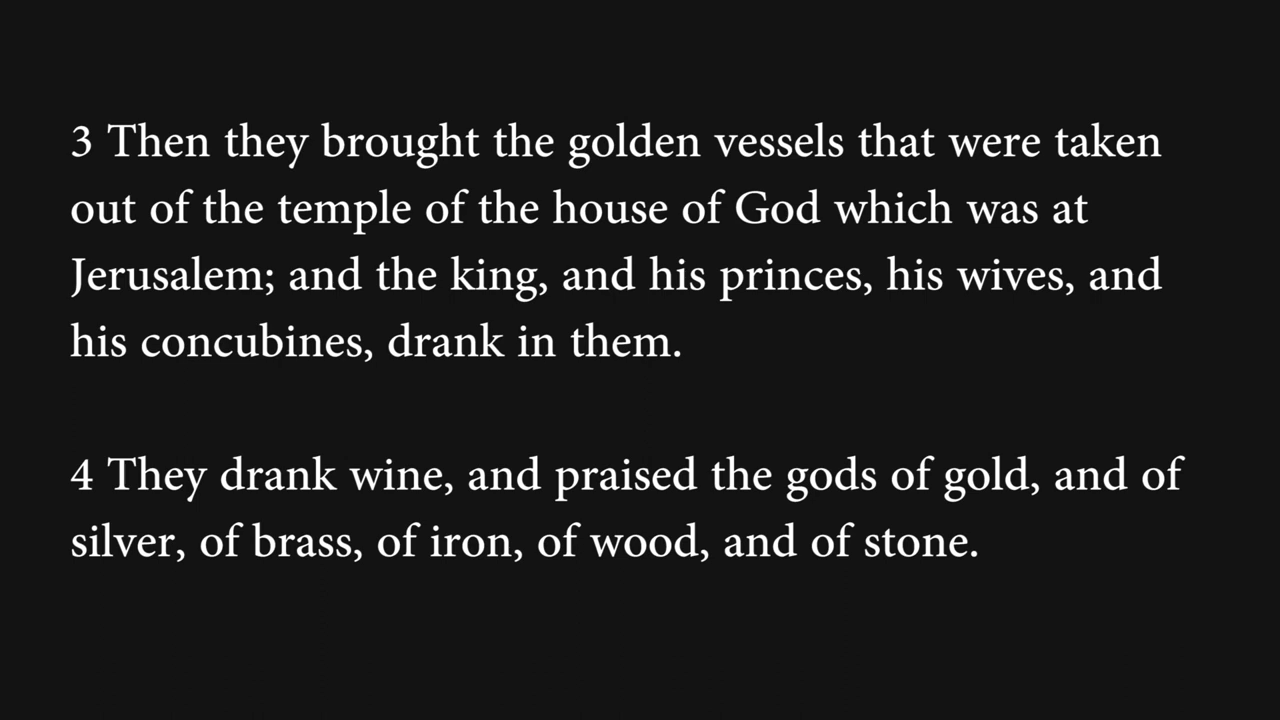 3 Then they brought the golden vessels that were taken
out of the temple of the house of God which was at
Jerusalem; and the king, and his princes, his wives, and
his concubines, drank in them.
4 They drank wine, and praised the gods of gold, and of
silver, of brass, of iron, of wood, and of stone.